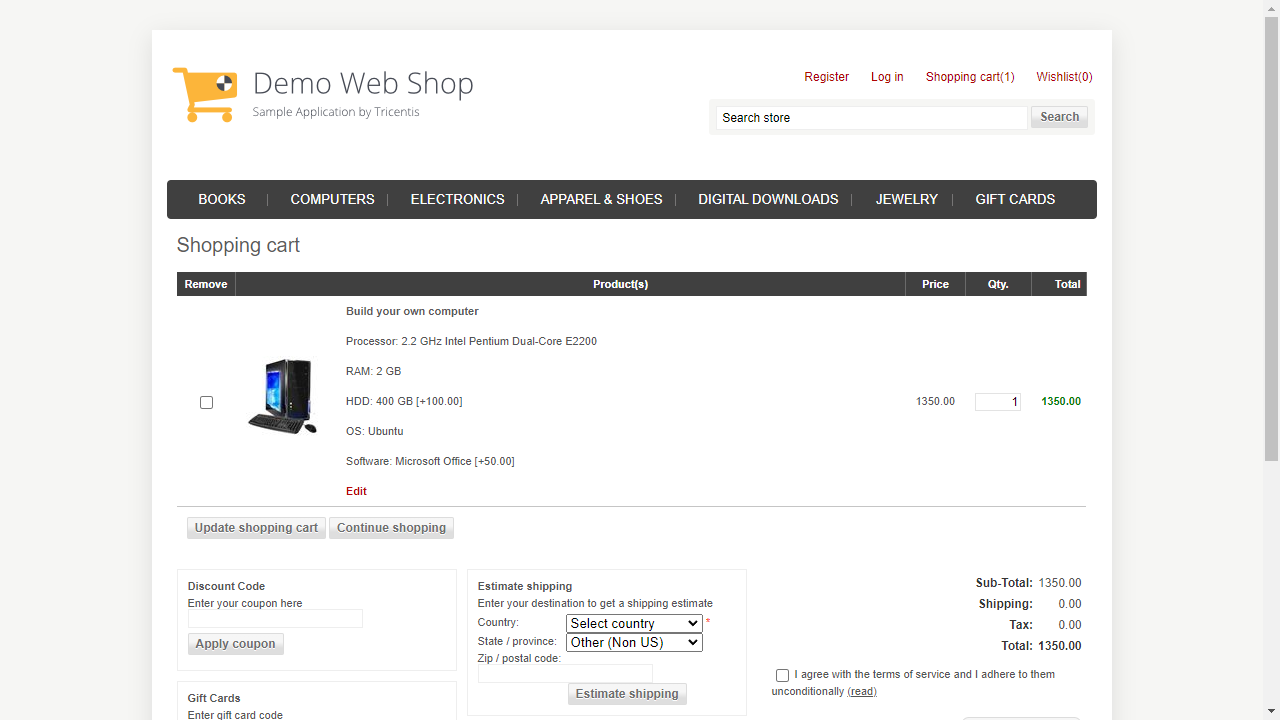 Demo Web Shop
Sample Application by Tricentis
Register Log in Shopping cart(1) Wishlist(0)
Search store Search
BOOKS COMPUTERS ELECTRONICS APPAREL & SHOES DIGITAL DOWNLOADS JEWELRY GIFT CARDS
Shopping cart
Remove Product(s) Price Qty. Total
Build your own computer
Processor: 2.2 GHz Intel Pentium Dual-Core E2200
RAM: 2 GB
HDD: 400 GB [+100.00] 1350.00 1 1350.00
OS: Ubuntu
Software: Microsoft Office [+50.00]
Edit
Update shopping cart Continue shopping
Discount Code
Enter your coupon here
Apply coupon
Gift Cards
Enter gift card code
Estimate shipping
Enter your destination to get a shipping estimate
Country: Select country *
State / province: Other (Non US)
Zip / postal code:
Estimate shipping
Sub-Total: 1350.00
Shipping: 0.00
Tax: 0.00
Total: 1350.00
I agree with the terms of service and I adhere to them
unconditionally (read)